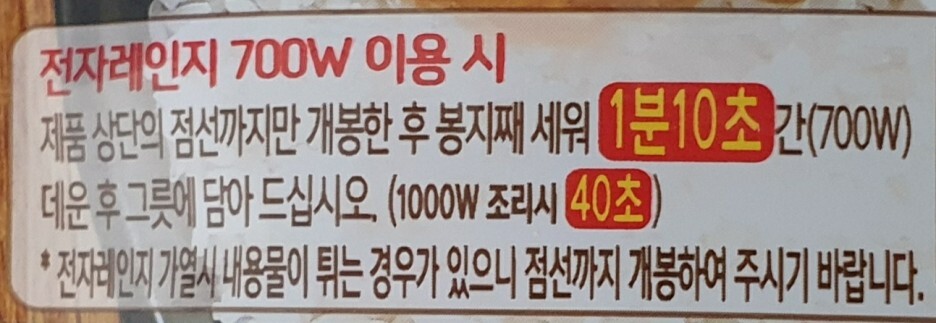 전자레인지 700W 이용 시
제품 상단의 점선까지만 개봉한 후 봉지째 세워 1분10초간(700W)
데운 후 그릇에 담아 드십시오. (1000W 조리시 40초)
* 전자레인지 가열시 내용물이 튀는 경우가 있으니 점선까지 개봉하여 주시기 바랍니다.